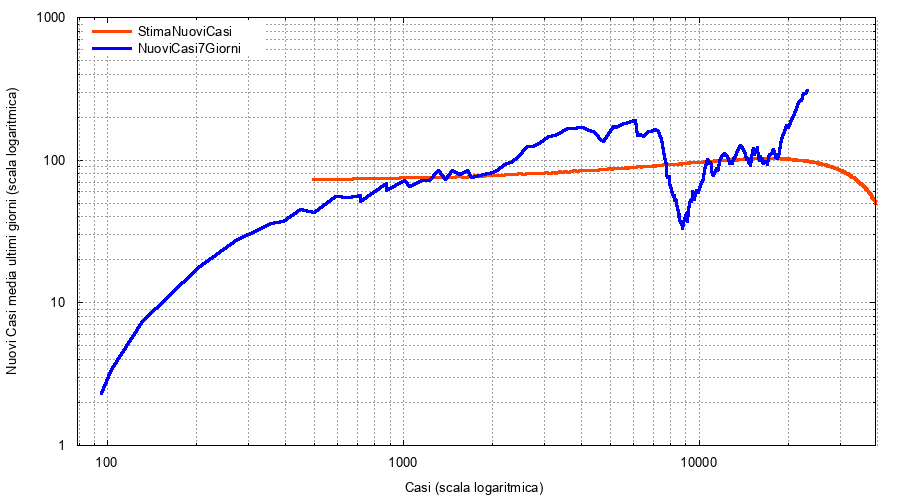 1000
StimaNuoviCasi
NuoviCasi7Giorni
100
10
1
Nuovi Casi media ultimi giorni (scala logaritmica)
100
1000
10000
Casi (scala logaritmica)